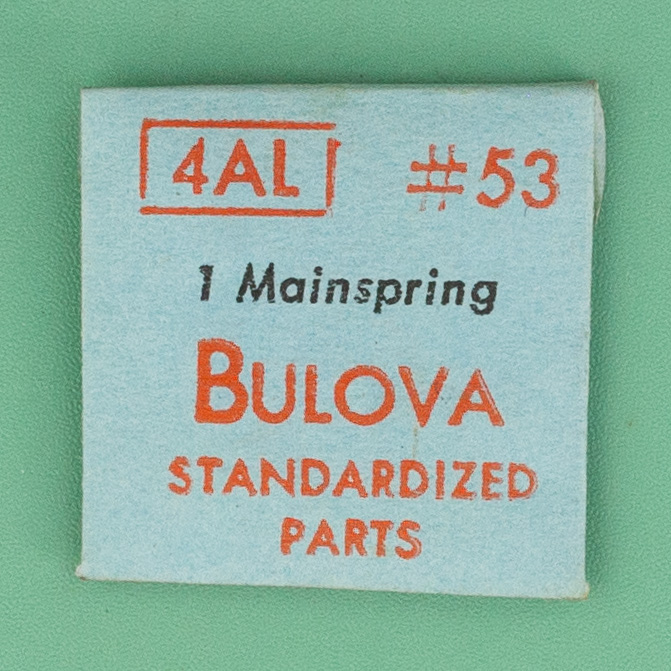 4AL #53
1 Mainspring
BULOVA
STANDARDIZED
PARTS